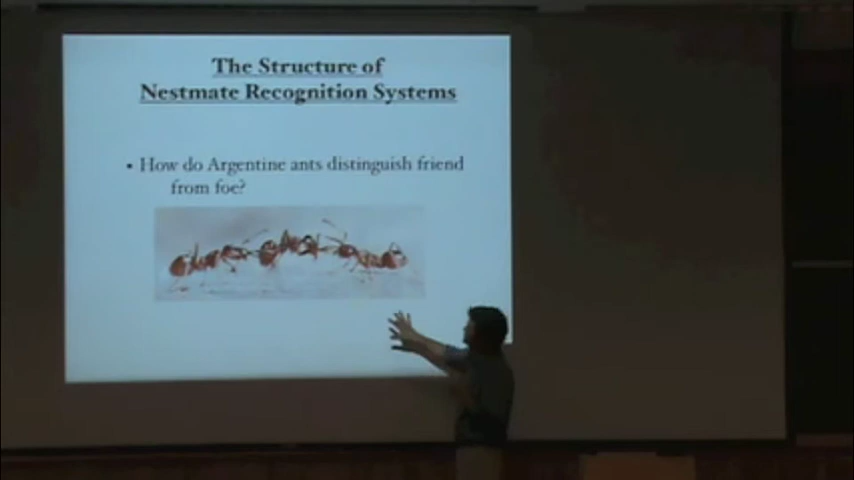 The Structure of
Nestmate Recognition Systems
• How do Argentine ants distinguish friend
from foe?